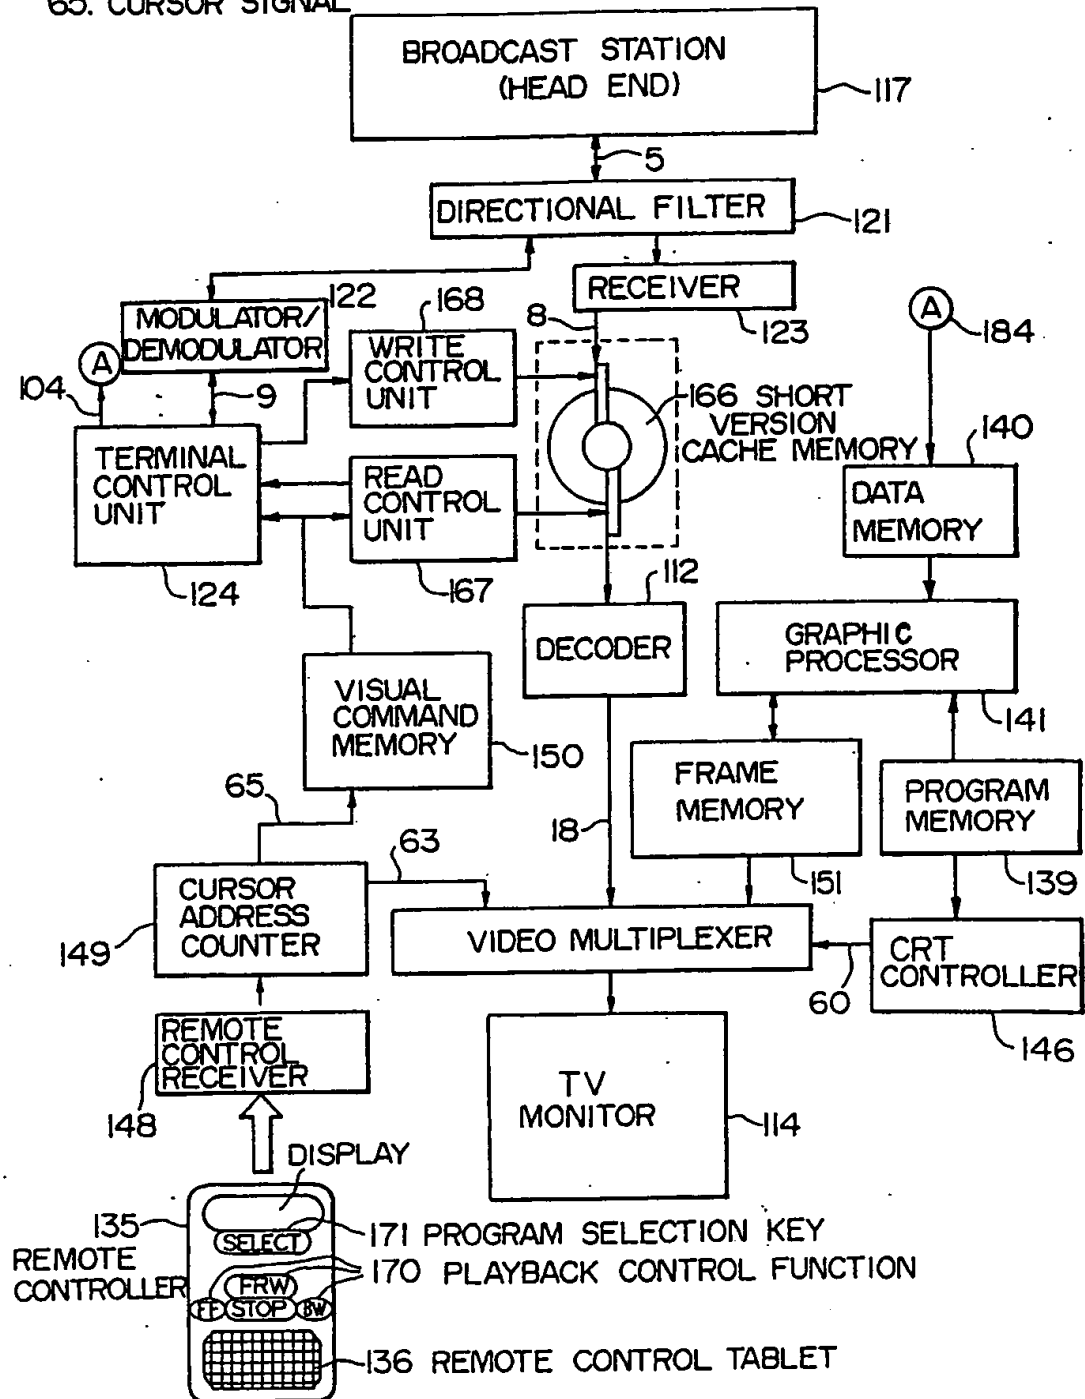 65. CURSOR SIGNAL
BROADCAST STATION
(HEAD END)
117
5
DIRECTIONAL FILTER
121
RECEIVER
123
122
MODULATOR/
DEMODULATOR
168
WRITE
CONTROL
UNIT
8
A
184
A
104
9
166 SHORT
VERSION
CACHE MEMORY
140
TERMINAL
CONTROL
UNIT
READ
CONTROL
UNIT
DATA
MEMORY
124
167
112
DECODER
GRAPHIC
PROCESSOR
141
VISUAL
COMMAND
MEMORY
150
FRAME
MEMORY
PROGRAM
MEMORY
65
18
63
151
139
CURSOR
ADDRESS
COUNTER
149
VIDEO MULTIPLEXER
60
CRT
CONTROLLER
146
REMOTE
CONTROL
RECEIVER
148
TV
MONITOR
114
DISPLAY
135
REMOTE
CONTROLLER
SELECT
171 PROGRAM SELECTION KEY
FRW
170 PLAYBACK CONTROL FUNCTION
FF STOP BW
136 REMOTE CONTROL TABLET